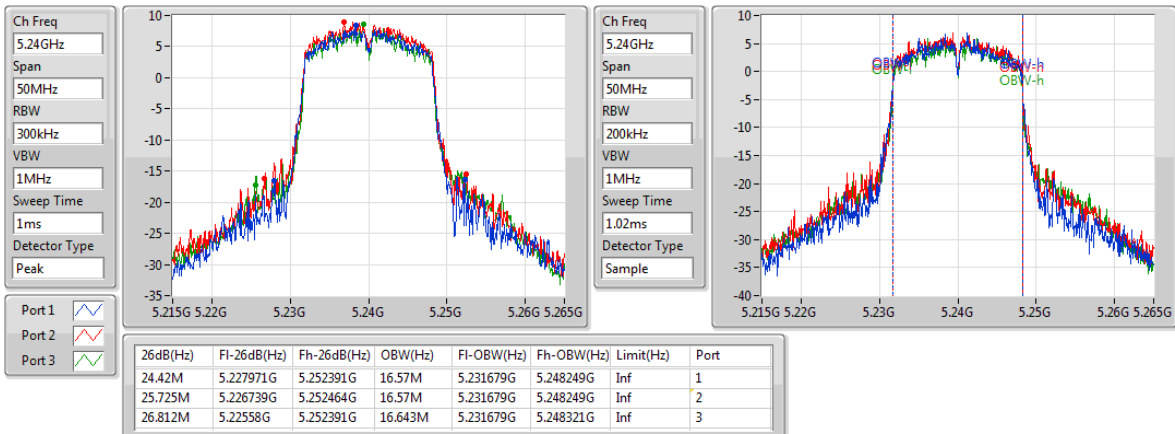 Ch Freq
5.24GHz
Span
50MHz
RBW
300kHz
VBW
1MHz
Sweep Time
1ms
Detector Type
Peak
10
5
0
-5
-10
-15
-20
-25
-30
-35
5.215G 5.22G 5.23G 5.24G 5.25G 5.26G 5.265G
Ch Freq
5.24GHz
Span
50MHz
RBW
200kHz
VBW
1MHz
Sweep Time
1.02ms
Detector Type
Sample
10
5
0
-5
-10
-15
-20
-25
-30
-35
-40
OBW-h
OBW-h
5.215G 5.22G 5.23G 5.24G 5.25G 5.26G 5.265G
Port 1
Port 2
Port 3
26dB(Hz) Fl-26dB(Hz) Fh-26dB(Hz) OBW(Hz) Fl-OBW(Hz) Fh-OBW(Hz) Limit(Hz) Port
24.42M 5.227971G 5.252391G 16.57M 5.231679G 5.248249G Inf 1
25.725M 5.226739G 5.252464G 16.57M 5.231679G 5.248249G Inf 2
26.812M 5.22558G 5.252391G 16.643M 5.231679G 5.248321G Inf 3